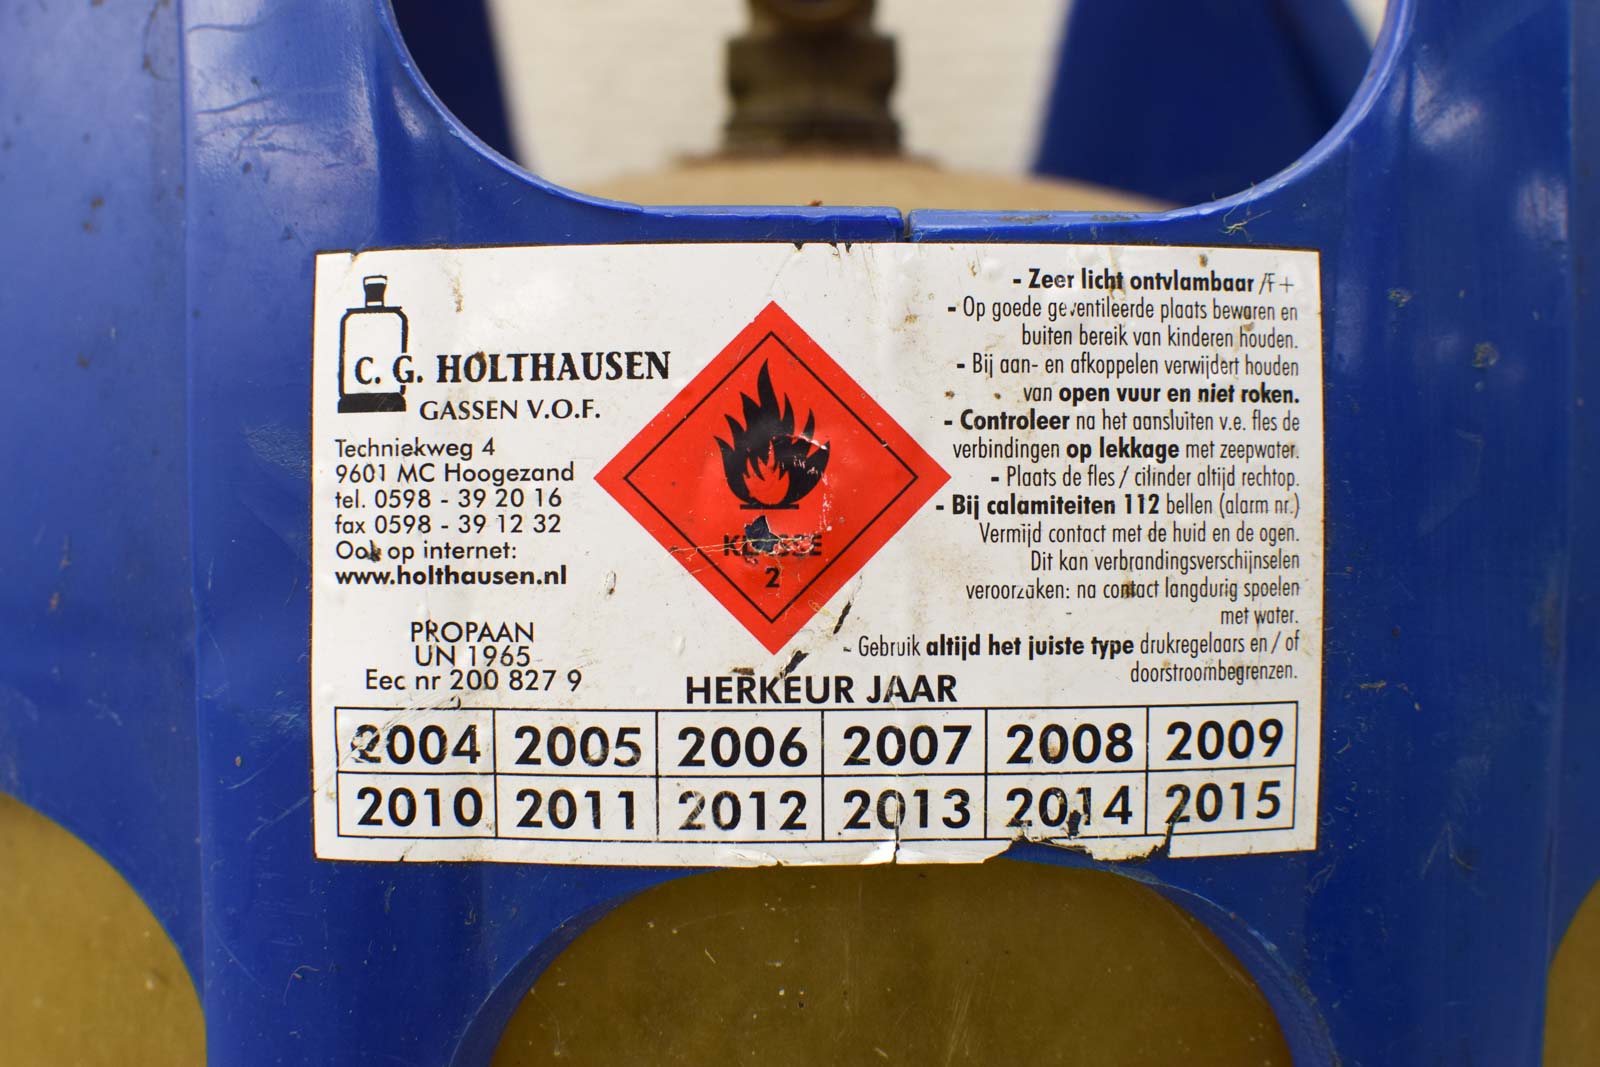 C. G. HOLTHAUSEN
GASSEN V.O.F.
Techniekweg 4
9601 MC Hoogezand
tel. 0598 - 39 20 16
fax 0598 - 39 12 32
Ook op internet:
www.holthausen.nl
PROPAAN
UN 1965
Eec nr 200 827 9
KLASSE
2
- Zeer licht ontvlambaar /F+
- Op goede geventileerde plaats bewaren en
buiten bereik van kinderen houden.
- Bij aan- en afkoppelen verwijdert houden
van open vuur en niet roken.
- Controleer na het aansluiten v.e. fles de
verbindingen op lekkage met zeepwater.
- Plaats de fles / cilinder altijd rechtop.
- Bij calamiteiten 112 bellen (alarm nr.)
Vermijd contact met de huid en de ogen.
Dit kan verbrandingsverschijnselen
veroorzaken: na contact langdurig spoelen
met water.
- Gebruik altijd het juiste type drukregelaars en / of
doorstroombegrenzen.
HERKEUR JAAR
2004 2005 2006 2007 2008 2009
2010 2011 2012 2013 2014 2015